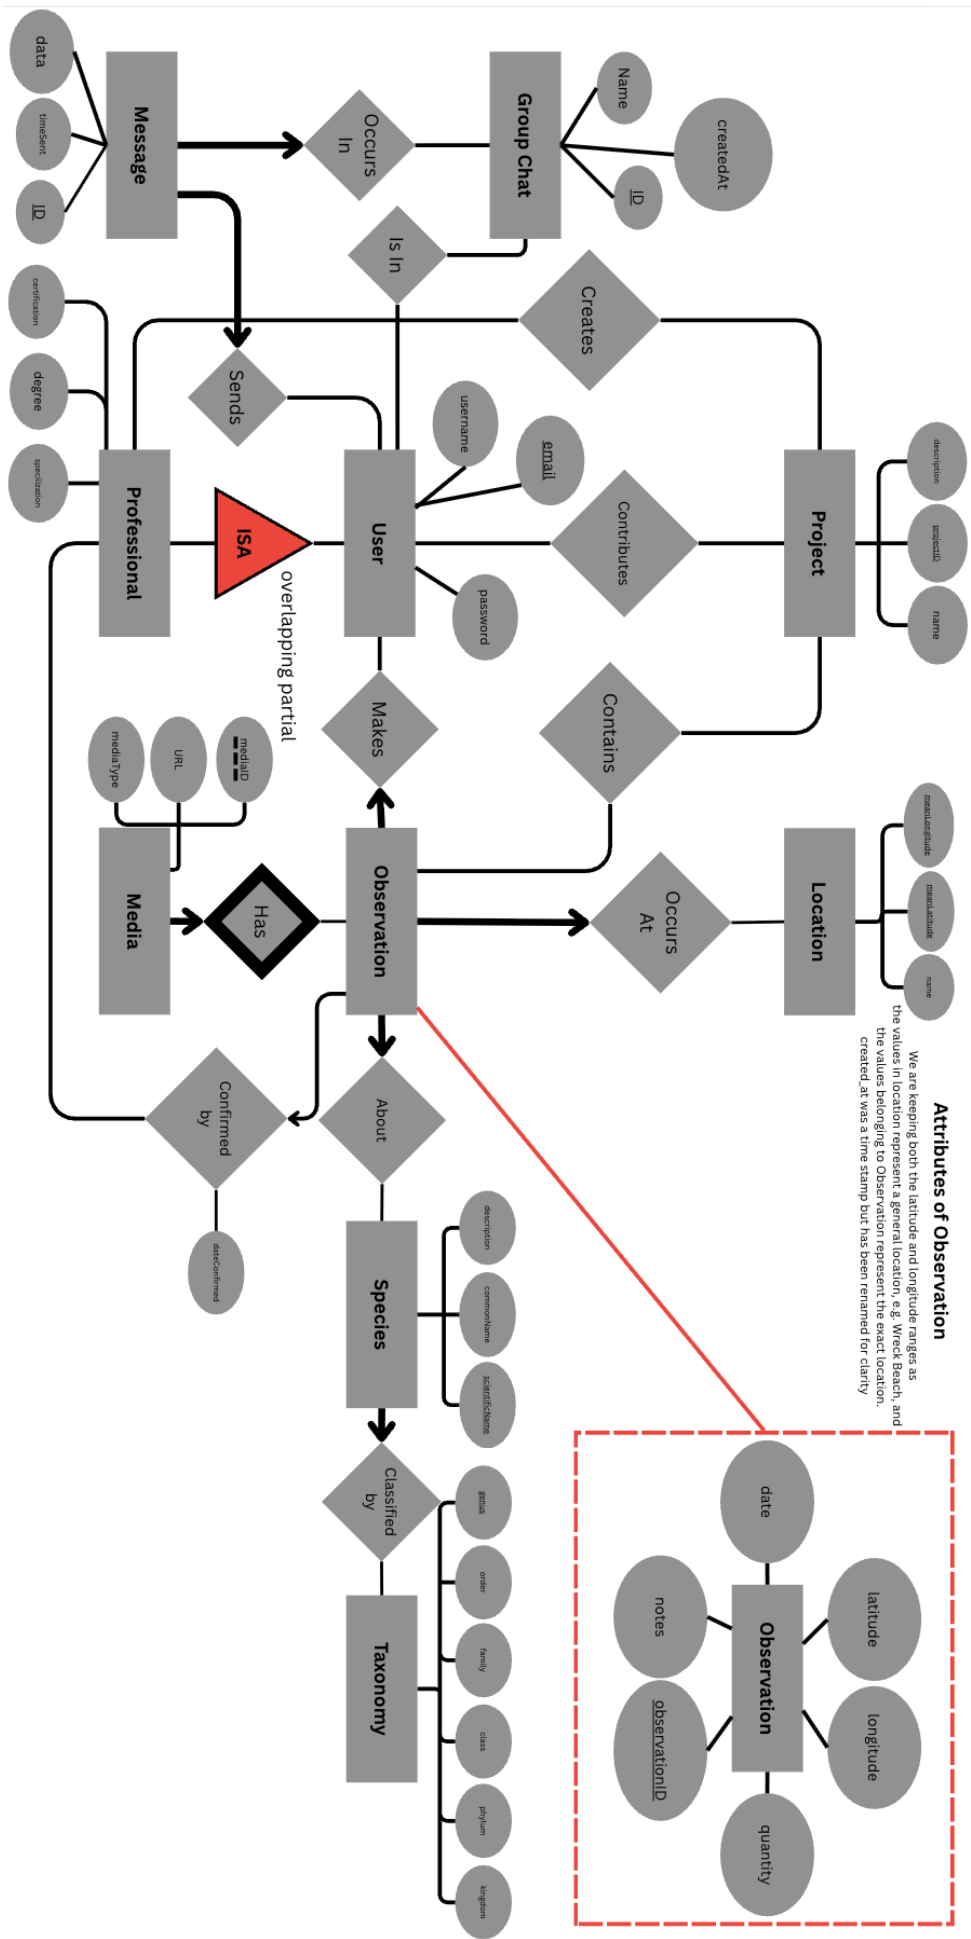 data
timeSent
ID
Message
Occurs
In
Group Chat
Name
createdAt
ID
Is In
Creates
certification
degree
specilization
Professional
Sends
ISA
overlapping partial
username
email
User
password
Contributes
Project
description
projectID
name
Makes
Contains
mediaID
URL
mediaType
Media
Has
Observation
Occurs
At
Location
meanLongitude
meanLatitude
name
Confirmed
by
dateConfirmed
About
Species
description
commonName
scientificName
Classified
by
Taxonomy
genus
order
family
class
phylum
kingdom
Attributes of Observation
We are keeping both the latitude and longitude ranges as
the values in location represent a general location, e.g. Wreck Beach, and
the values belonging to Observation represent the exact location.
created_at was a time stamp but has been renamed for clarity
date
latitude
notes
Observation
longitude
observationID
quantity